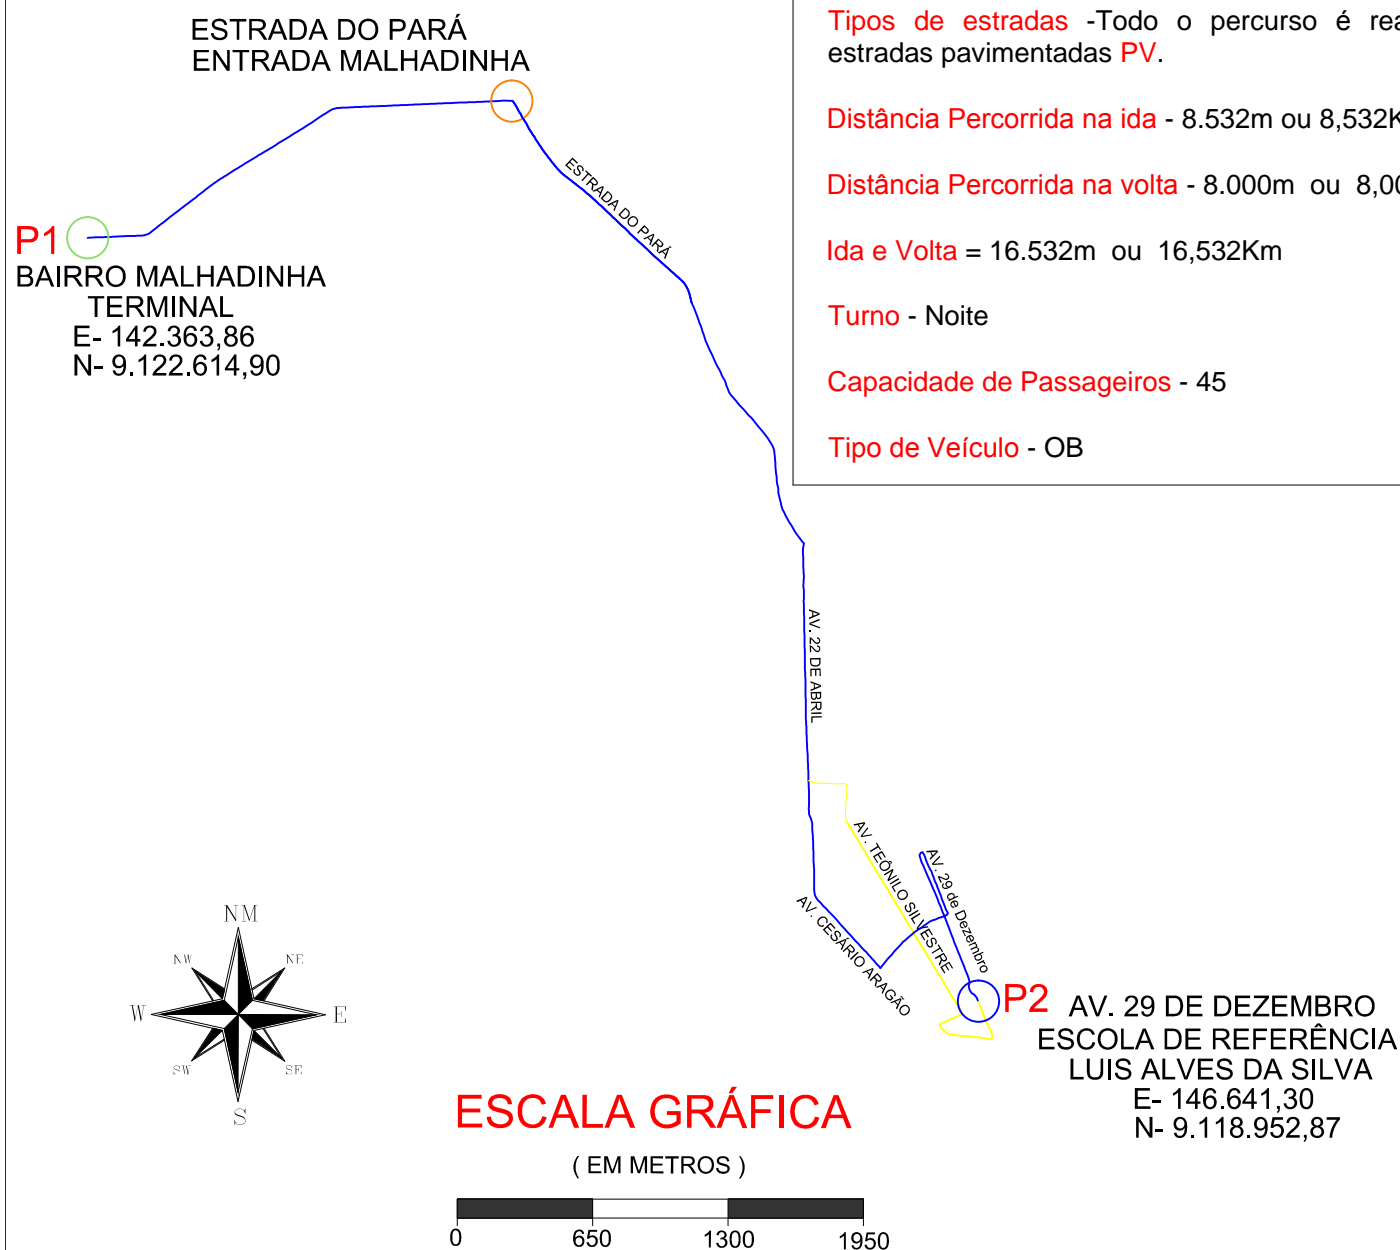 ESTRADA DO PARÁ
ENTRADA MALHADINHA
Tipos de estradas -Todo o percurso é rea
estradas pavimentadas PV.
Distância Percorrida na ida - 8.532m ou 8,532K
Distância Percorrida na volta - 8.000m ou 8,00
Ida e Volta = 16.532m ou 16,532Km
Turno - Noite
Capacidade de Passageiros - 45
Tipo de Veículo - OB
ESTRADA DO PARÁ
P1
BAIRRO MALHADINHA
TERMINAL
E- 142.363,86
N- 9.122.614,90
AV. 22 DE ABRIL
AV. TEÔNILO SILVESTRE
AV. 29 de Dezembro
AV. CESÁRIO ARAGÃO
P2
AV. 29 DE DEZEMBRO
ESCOLA DE REFERÊNCIA
LUIS ALVES DA SILVA
E- 146.641,30
N- 9.118.952,87
NM
NW
NE
W
E
SW
SE
S
ESCALA GRÁFICA
( EM METROS )
0 650 1300 1950